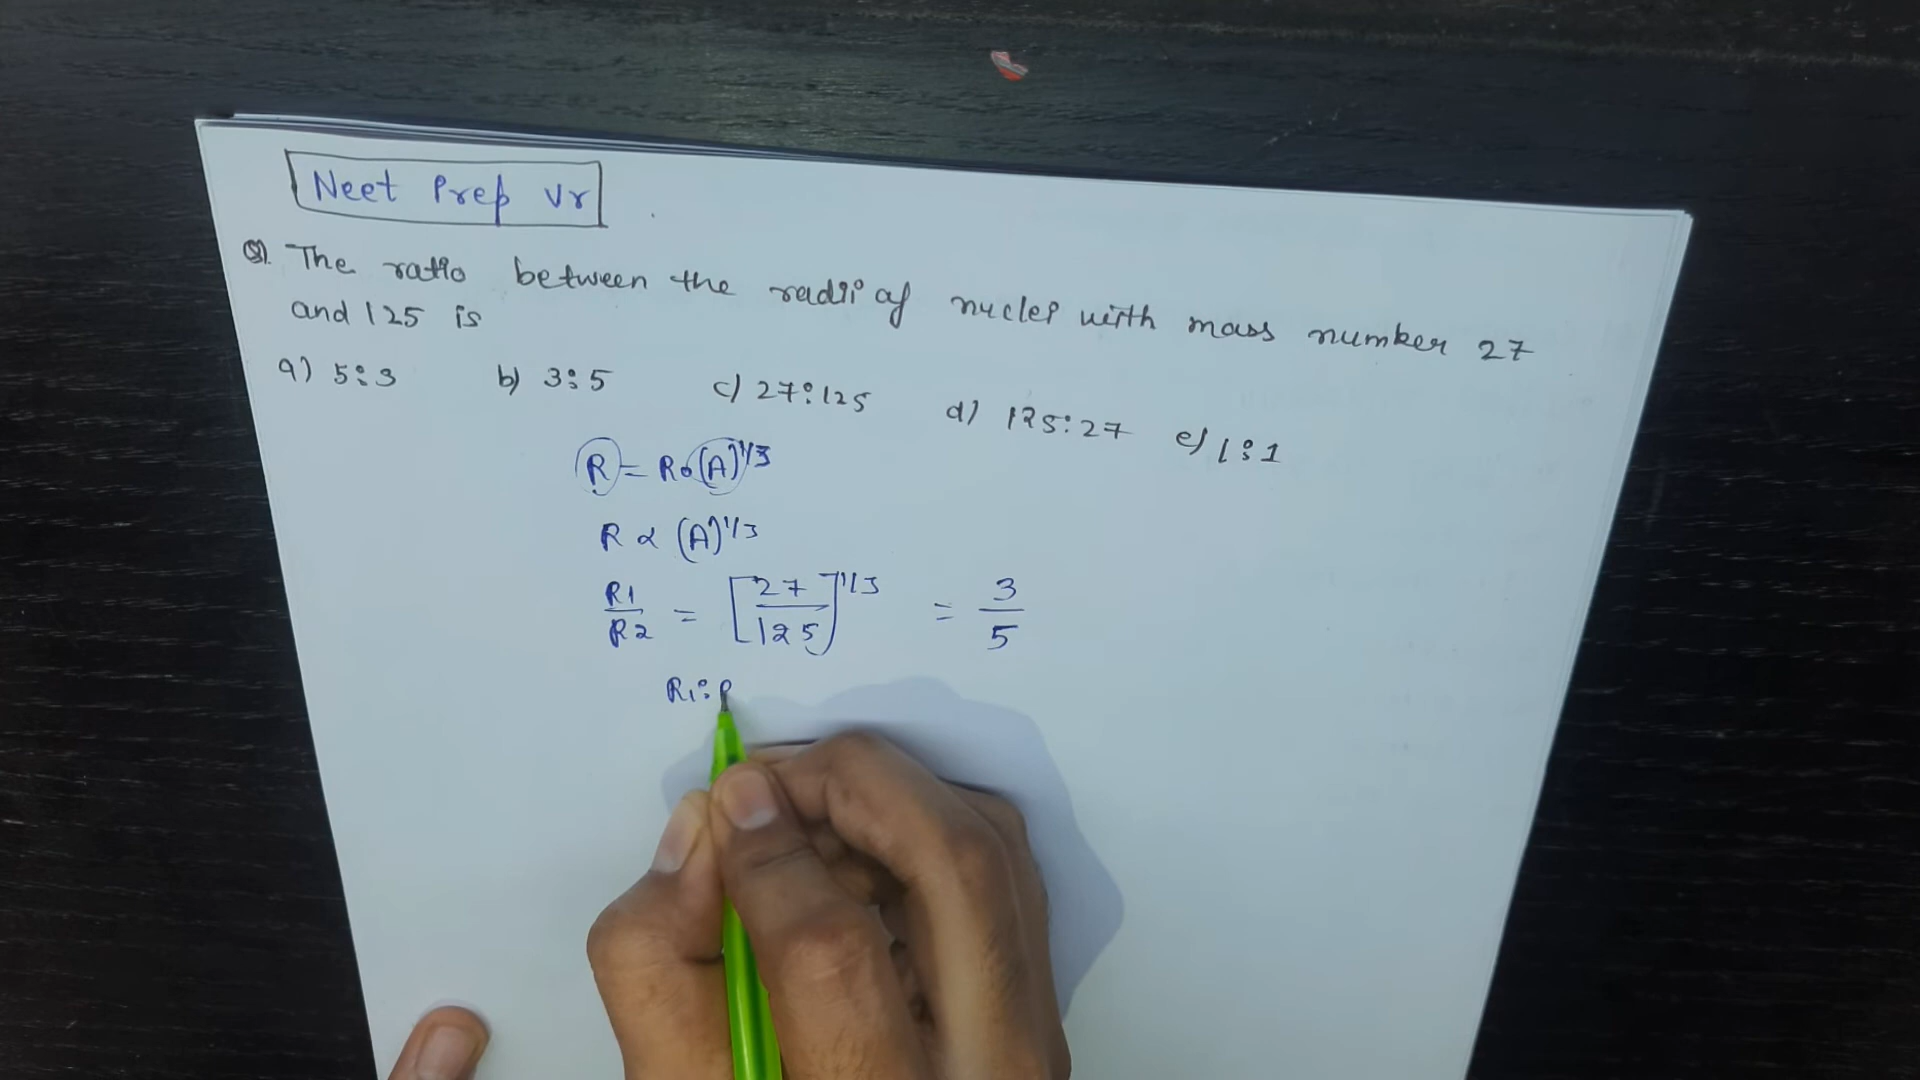 Neet Prep Vr
Q). The ratio between the radii of nuclei with mass number 27
and 125 is
a) 5:3 b) 3:5 c) 27:125 d) 125:27 e) 1:1
R = R₀(A)^1/3
R ∝ (A)^1/3
R1/R2 = [27/125]^1/3 = 3/5
R₁:R